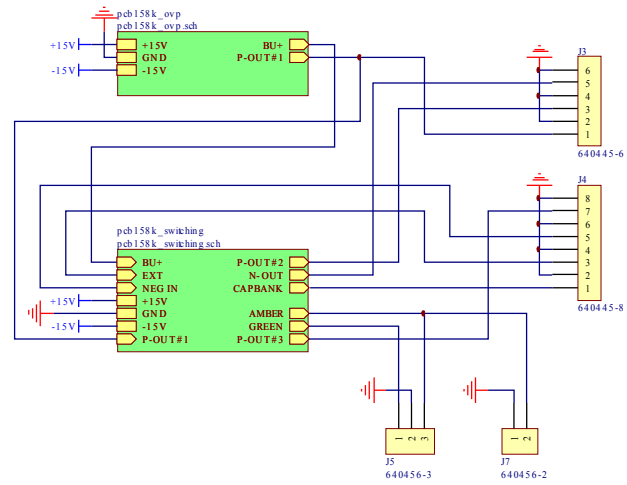 pcb158k_ovp
pcb158k_ovp.sch
+15V
+15V
GND
-15V
-15V
BU+
P-OUT#1
J3
6
5
4
3
2
1
640445-6
J4
8
7
6
5
4
3
2
1
640445-8
pcb158k_switching
pcb158k_switching.sch
BU+
EXT
NEG IN
+15V
+15V
GND
-15V
-15V
P-OUT#1
P-OUT#2
N-OUT
CAPBANK
AMBER
GREEN
P-OUT#3
1
2
3
J5
640456-3
1
2
J7
640456-2